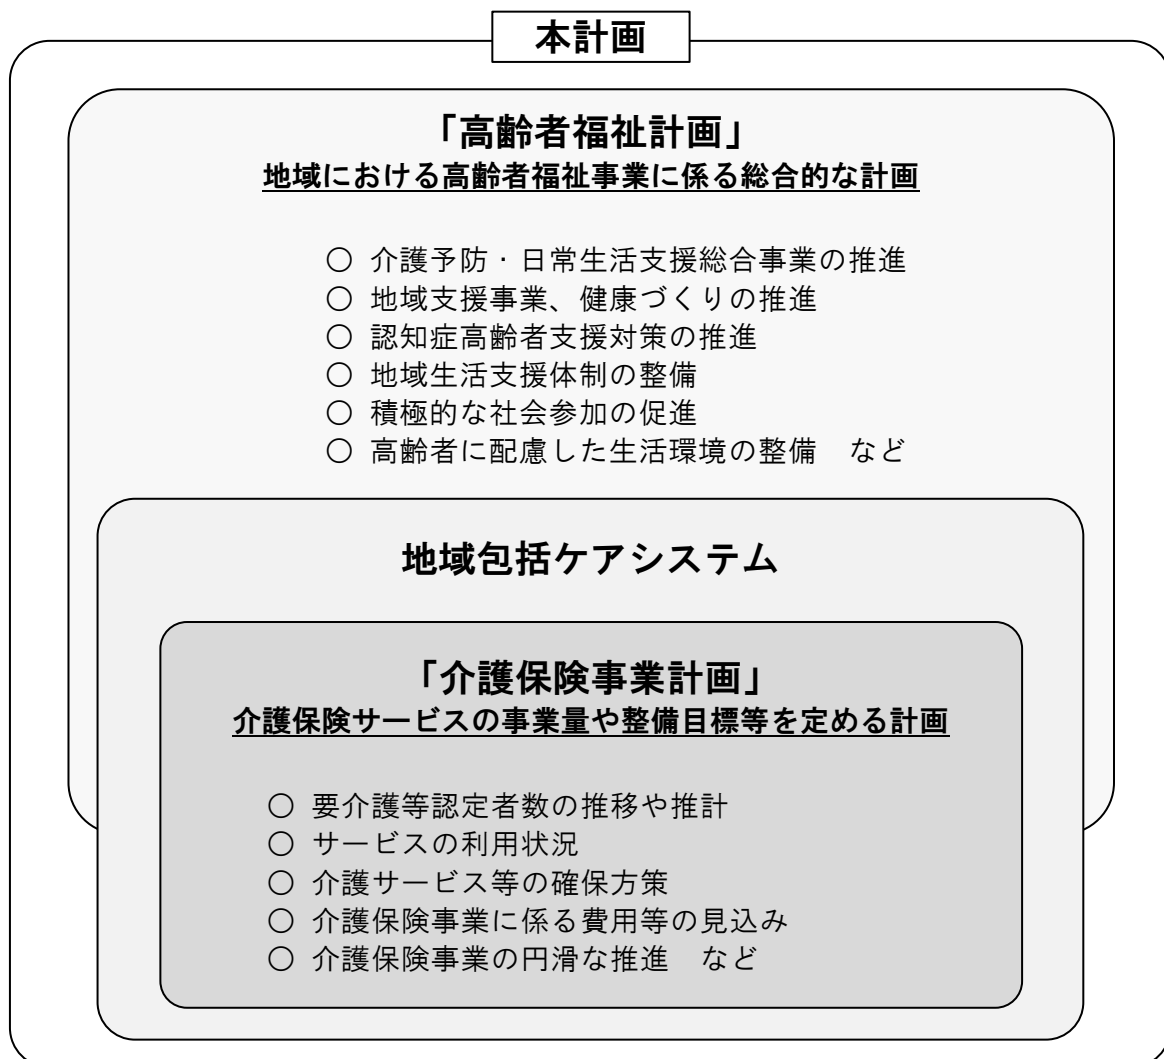 本計画
「高齢者福祉計画」
地域における高齢者福祉事業に係る総合的な計画
○ 介護予防・日常生活支援総合事業の推進
○ 地域支援事業、健康づくりの推進
○ 認知症高齢者支援対策の推進
○ 地域生活支援体制の整備
○ 積極的な社会参加の促進
○ 高齢者に配慮した生活環境の整備　など
地域包括ケアシステム
「介護保険事業計画」
介護保険サービスの事業量や整備目標等を定める計画
○ 要介護等認定者数の推移や推計
○ サービスの利用状況
○ 介護サービス等の確保方策
○ 介護保険事業に係る費用等の見込み
○ 介護保険事業の円滑な推進　など